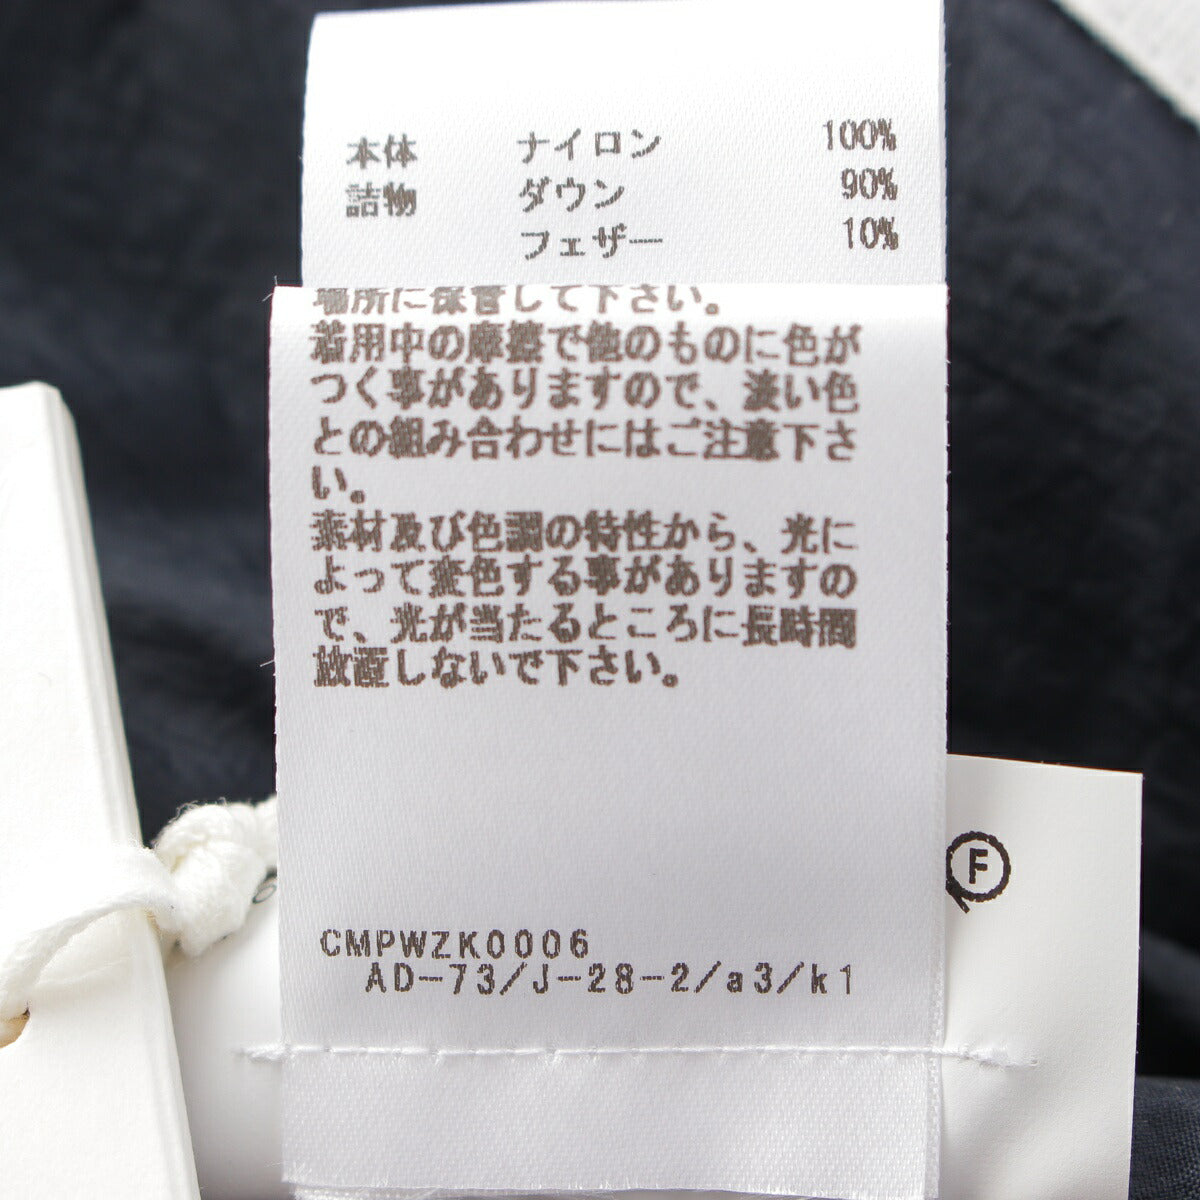 本体 ナイロン 100%
詰物 ダウン 90%
フェザー 10%
場所に保管して下さい。
着用中の摩擦で他のものに色が
つく事がありますので、濃い色
との組み合わせにはご注意下さ
い。
素材及び色調の特性から、光に
よって変色する事がありますの
で、光が当たるところに長時間
放置しないで下さい。
CMPWZK0006
AD-73/J-28-2/a3/k1
F